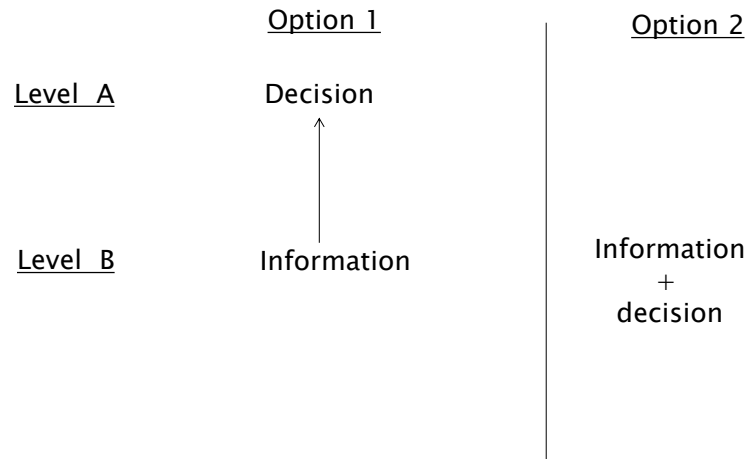 Option 1
Option 2
Level A
Decision
Level B
Information
Information
+
decision